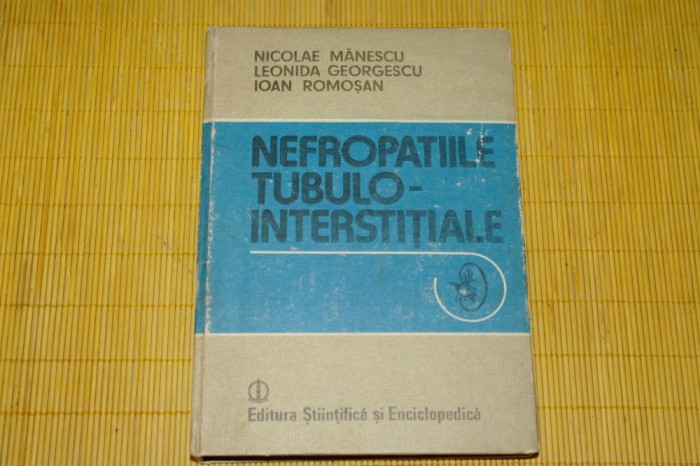 NICOLAE MÂNESCU
LEONIDA GEORGESCU
IOAN ROMOȘAN
NEFROPATIILE
TUBULO-
INTERSTIȚIALE
Editura Științifică și Enciclopedică